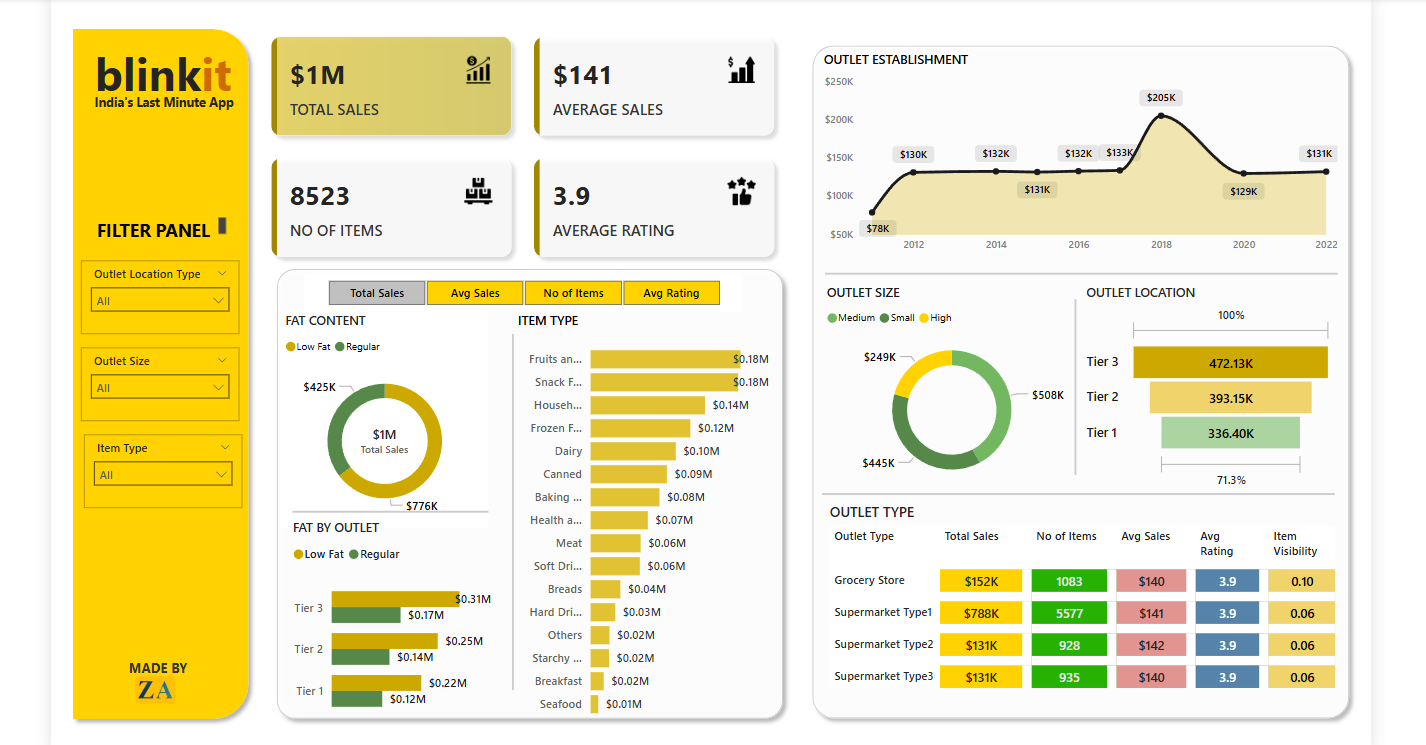 blinkit
India's Last Minute App
FILTER PANEL
Outlet Location Type
All
Outlet Size
All
Item Type
All
MADE BY
ZA
$1M
TOTAL SALES
$141
AVERAGE SALES
8523
NO OF ITEMS
3.9
AVERAGE RATING
Total Sales Avg Sales No of Items Avg Rating
FAT CONTENT
Low Fat Regular
$425K
$1M
Total Sales
$776K
FAT BY OUTLET
Low Fat Regular
Tier 3 $0.31M
$0.17M
Tier 2 $0.25M
$0.14M
Tier 1 $0.22M
$0.12M
ITEM TYPE
Fruits an... $0.18M
Snack F... $0.18M
Househ... $0.14M
Frozen F... $0.12M
Dairy $0.10M
Canned $0.09M
Baking ... $0.08M
Health a... $0.07M
Meat $0.06M
Soft Dri... $0.06M
Breads $0.04M
Hard Dri... $0.03M
Others $0.02M
Starchy ... $0.02M
Breakfast $0.02M
Seafood $0.01M
OUTLET ESTABLISHMENT
$250K
$200K
$150K
$100K
$50K
$78K $130K $132K $131K $132K $133K $205K $129K $131K
2012 2014 2016 2018 2020 2022
OUTLET SIZE
Medium Small High
$249K
$508K
$445K
OUTLET LOCATION
100%
Tier 3 472.13K
Tier 2 393.15K
Tier 1 336.40K
71.3%
OUTLET TYPE
Outlet Type Total Sales No of Items Avg Sales Avg Rating Item Visibility
Grocery Store $152K 1083 $140 3.9 0.10
Supermarket Type1 $788K 5577 $141 3.9 0.06
Supermarket Type2 $131K 928 $142 3.9 0.06
Supermarket Type3 $131K 935 $140 3.9 0.06